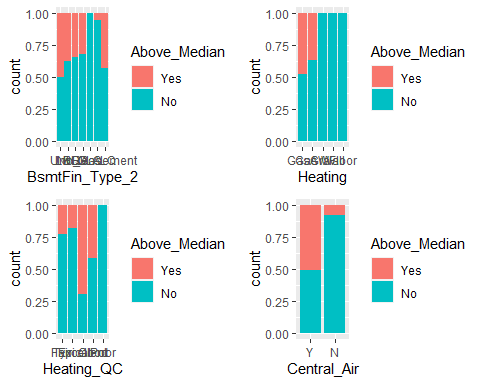 1.00
0.75
0.50
0.25
0.00
count
BsmtFin_Type_2
Above_Median
Yes
No
1.00
0.75
0.50
0.25
0.00
count
Heating
Above_Median
Yes
No
1.00
0.75
0.50
0.25
0.00
count
Heating_QC
Above_Median
Yes
No
1.00
0.75
0.50
0.25
0.00
count
Y N
Central_Air
Above_Median
Yes
No